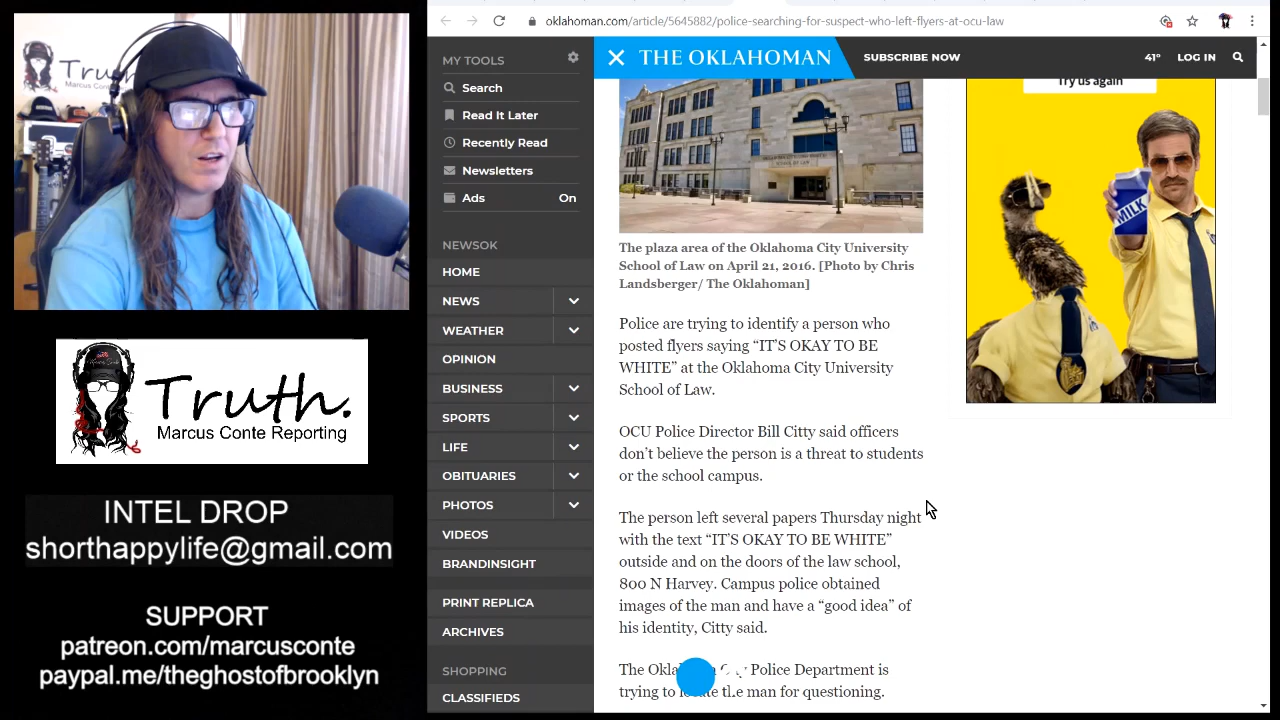 Truth.
Marcus Conte
Truth.
Marcus Conte Reporting
INTEL DROP
shorthappylife@gmail.com
SUPPORT
patreon.com/marcusconte
paypal.me/theghostofbrooklyn
oklahoman.com/article/5645882/police-searching-for-suspect-who-left-flyers-at-ocu-law
MY TOOLS
Search
Read It Later
Recently Read
Newsletters
Ads On
NEWSOK
HOME
NEWS
WEATHER
OPINION
BUSINESS
SPORTS
LIFE
OBITUARIES
PHOTOS
VIDEOS
BRANDINSIGHT
PRINT REPLICA
ARCHIVES
SHOPPING
CLASSIFIEDS
THE OKLAHOMAN
SUBSCRIBE NOW
41°
LOG IN
The plaza area of the Oklahoma City University
School of Law on April 21, 2016. [Photo by Chris
Landsberger/ The Oklahoman]
Police are trying to identify a person who
posted flyers saying “IT’S OKAY TO BE
WHITE” at the Oklahoma City University
School of Law.
OCU Police Director Bill Citty said officers
don’t believe the person is a threat to students
or the school campus.
The person left several papers Thursday night
with the text “IT’S OKAY TO BE WHITE”
outside and on the doors of the law school,
800 N Harvey. Campus police obtained
images of the man and have a “good idea” of
his identity, Citty said.
The Police Department is
trying to the man for questioning.
Try us again
MILK